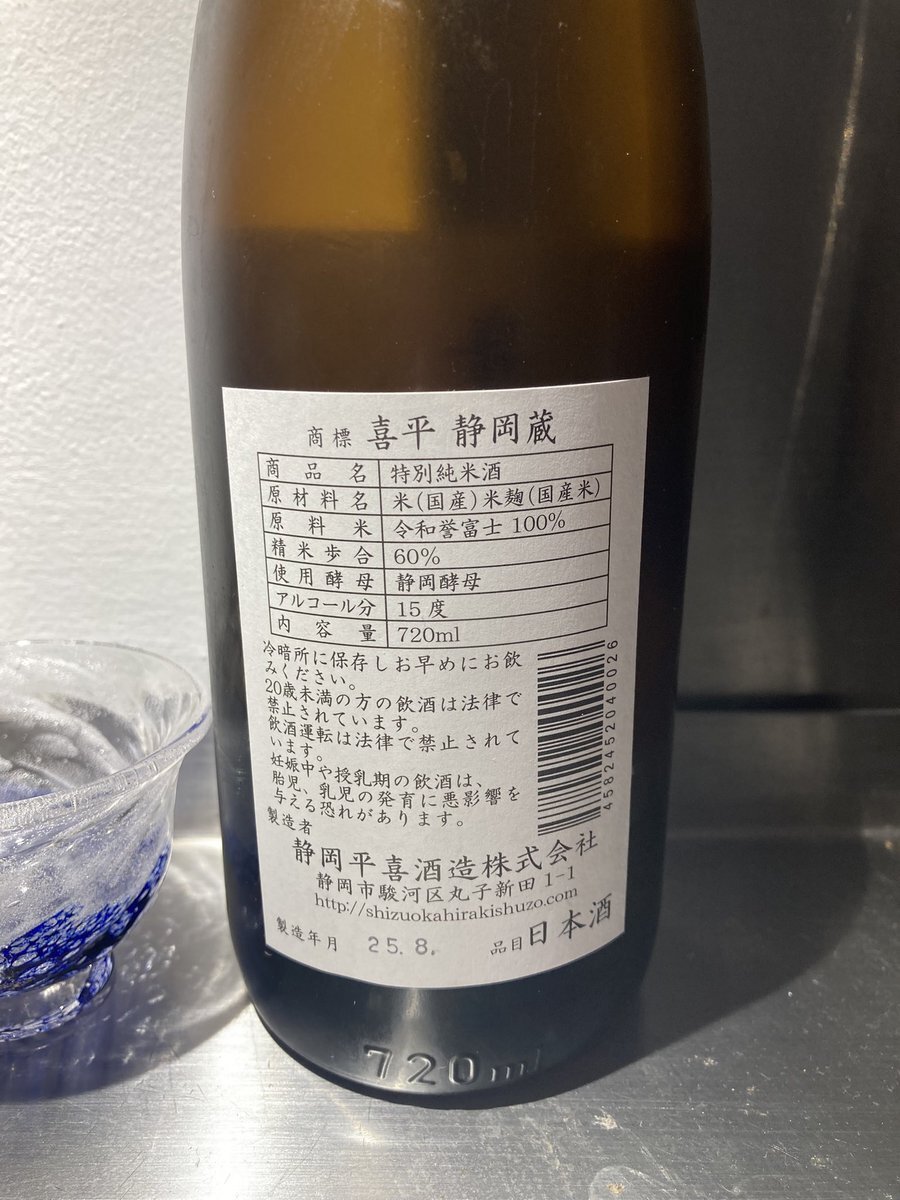 商標 喜平 静岡蔵
商品名 特別純米酒
原材料名 米(国産)米麹(国産米)
原料米 令和誉富士 100%
精米歩合 60%
使用酵母 静岡酵母
アルコール分 15度
内容量 720ml
冷暗所に保存しお早めにお飲
みください。
20歳未満の方の飲酒は法律で
禁止されています。
飲酒運転は法律で禁止されて
います。
妊娠中や授乳期の飲酒は、
胎児、乳児の発育に悪影響を
与える恐れがあります。
4582452040026
製造者
静岡平喜酒造株式会社
静岡市駿河区丸子新田 1-1
http://shizuokahirakishuzo.com
製造年月 25.8. 品目 日本酒
720ml